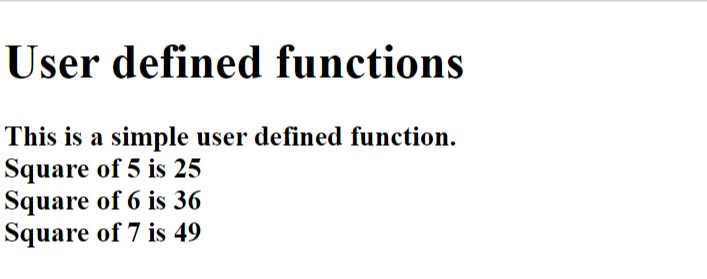 User defined functions
This is a simple user defined function.
Square of 5 is 25
Square of 6 is 36
Square of 7 is 49